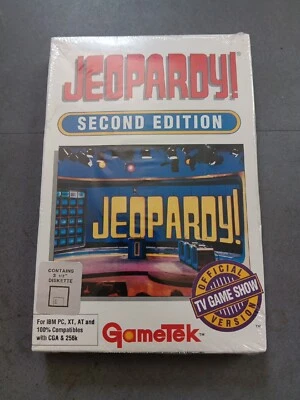 JEOPARDY!
SECOND EDITION
JEOPARDY!
CONTAINS
DISKETTE
OFFICIAL
TV GAME SHOW
VERSION
For IBM PC, XT, AT and
100% Compatibles
with CGA & 256k
GameTek